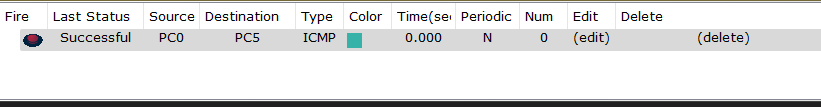 Fire Last Status Source Destination Type Color Time(sec Periodic Num Edit Delete
Successful PC0 PC5 ICMP 0.000 N 0 (edit) (delete)